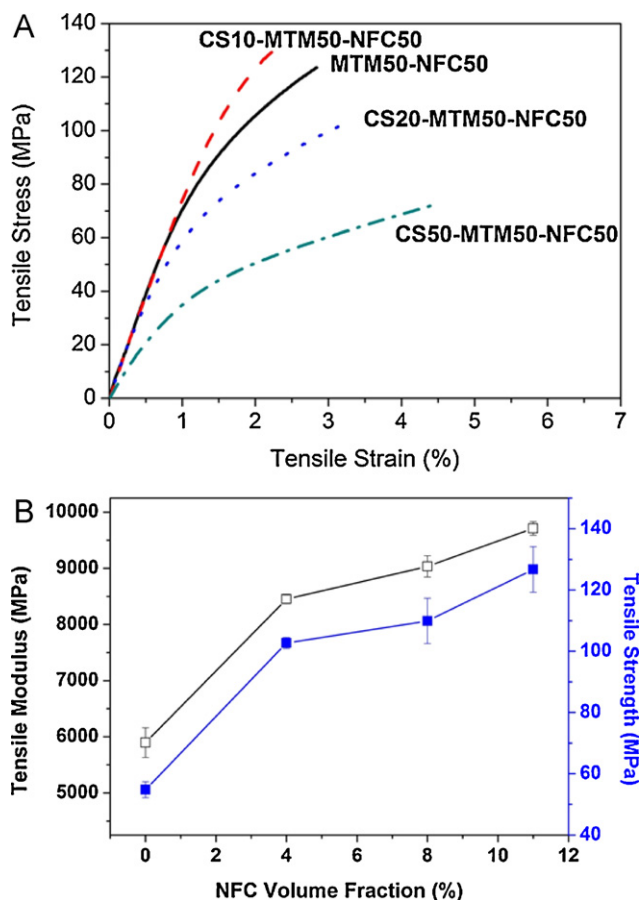 A
140
120
100
80
60
40
20
0
Tensile Stress (MPa)
CS10-MTM50-NFC50
MTM50-NFC50
CS20-MTM50-NFC50
CS50-MTM50-NFC50
0 1 2 3 4 5 6 7
Tensile Strain (%)
B
10000
9000
8000
7000
6000
5000
Tensile Modulus (MPa)
140
120
100
80
60
40
Tensile Strength (MPa)
0 2 4 6 8 10 12
NFC Volume Fraction (%)